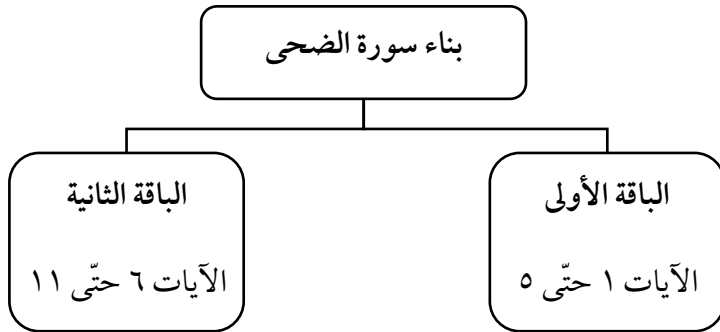 بناء سورة الضحى
الباقة الأولى
الآيات ١ حتّى ٥
الباقة الثانية
الآيات ٦ حتّى ١١